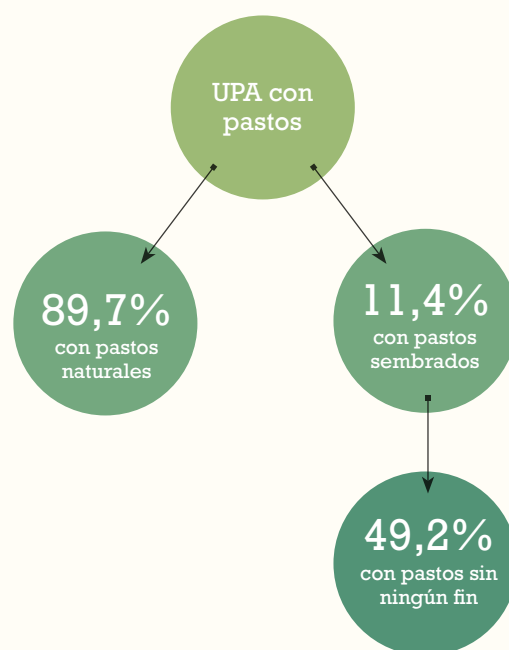 UPA con
pastos
89,7%
con pastos
naturales
11,4%
con pastos
sembrados
49,2%
con pastos sin
ningún fin